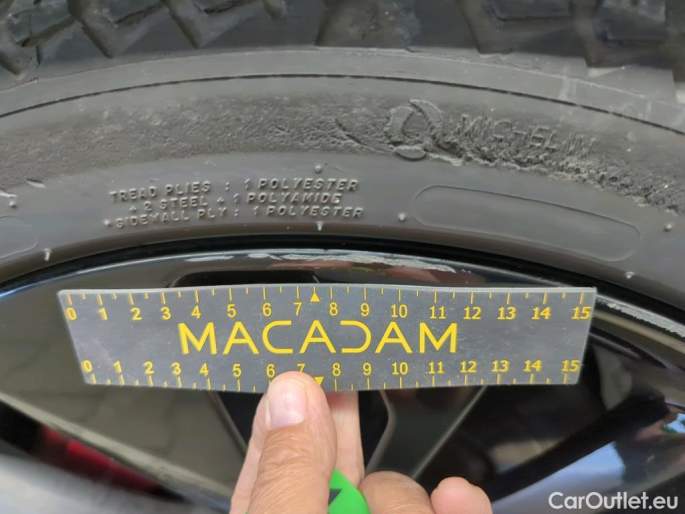 MICHELIN
TREAD PLIES : 1 POLYESTER
+ 2 STEEL + 1 POLYAMIDE
SIDEWALL PLY : 1 POLYESTER
0 1 2 3 4 5 6 7 8 9 10 11 12 13 14 15
MACADAM
0 1 2 3 4 5 6 7 8 9 10 11 12 13 14 15
CarOutlet.eu